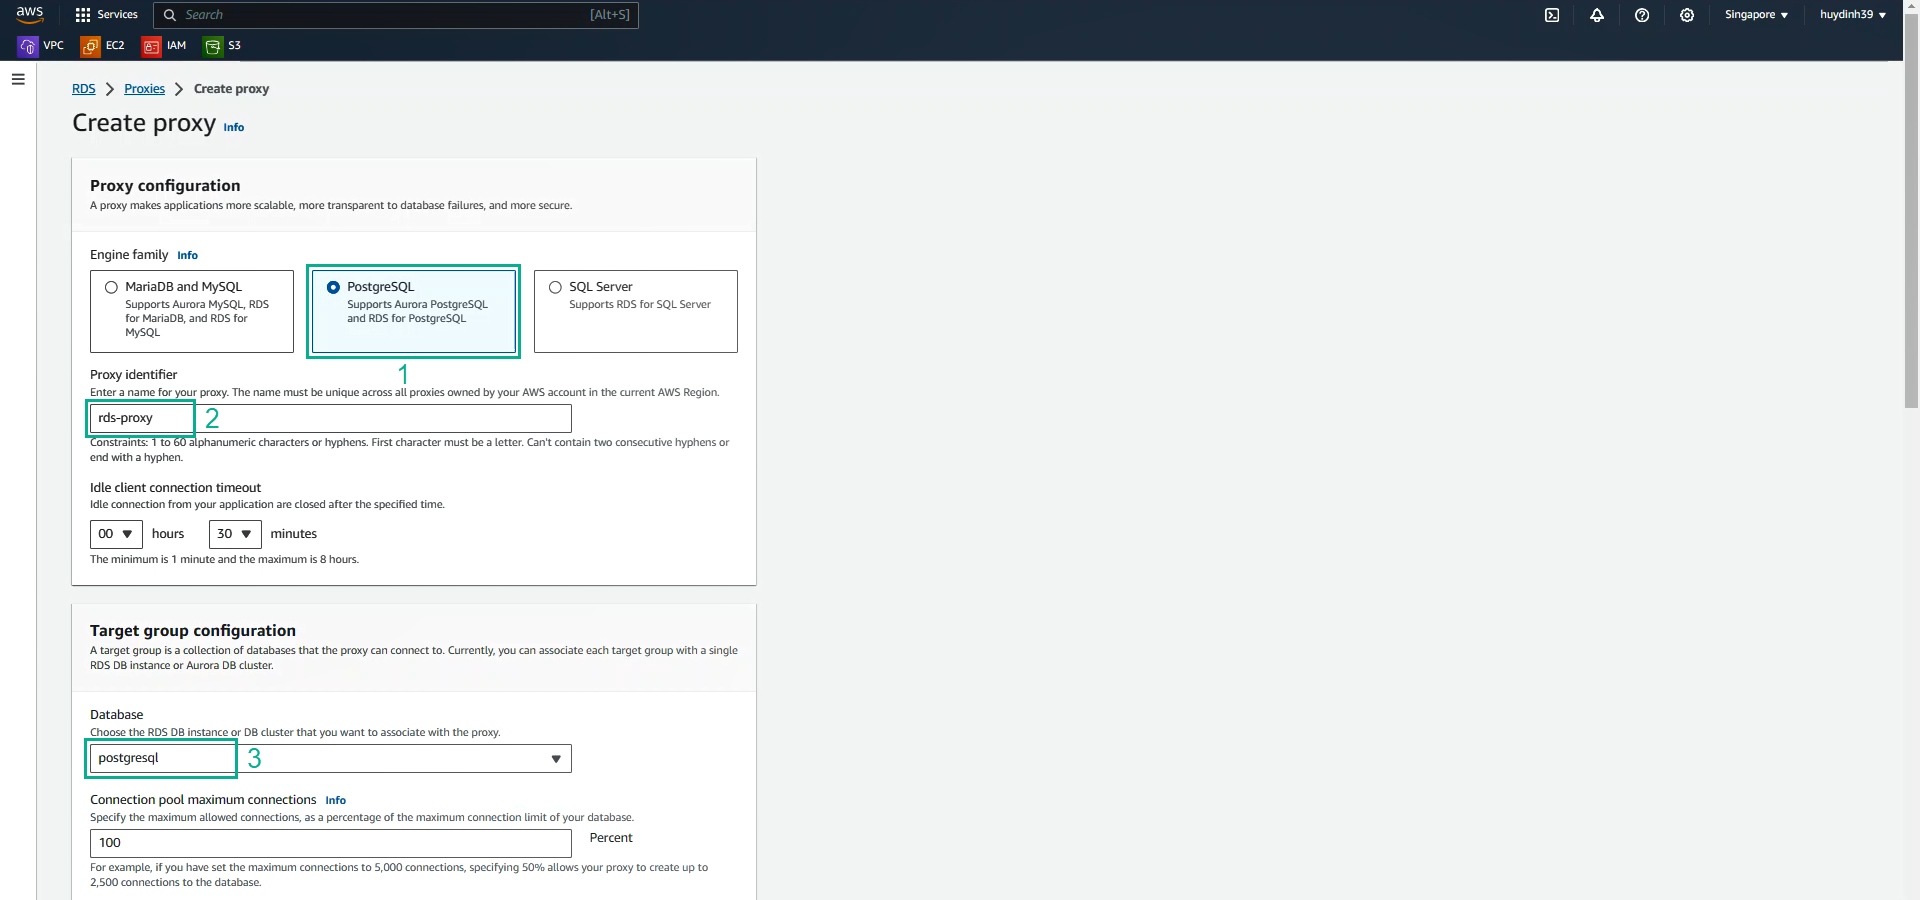 aws
Services
Search
[Alt+S]
Singapore
huydinh39
VPC
EC2
IAM
S3
RDS > Proxies > Create proxy
Create proxy Info
Proxy configuration
A proxy makes applications more scalable, more transparent to database failures, and more secure.
Engine family Info
MariaDB and MySQL
Supports Aurora MySQL, RDS
for MariaDB, and RDS for
MySQL
PostgreSQL
Supports Aurora PostgreSQL
and RDS for PostgreSQL
SQL Server
Supports RDS for SQL Server
1
Proxy identifier
Enter a name for your proxy. The name must be unique across all proxies owned by your AWS account in the current AWS Region.
rds-proxy
2
Constraints: 1 to 60 alphanumeric characters or hyphens. First character must be a letter. Can't contain two consecutive hyphens or
end with a hyphen.
Idle client connection timeout
Idle connection from your application are closed after the specified time.
00 hours 30 minutes
The minimum is 1 minute and the maximum is 8 hours.
Target group configuration
A target group is a collection of databases that the proxy can connect to. Currently, you can associate each target group with a single
RDS DB instance or Aurora DB cluster.
Database
Choose the RDS DB instance or DB cluster that you want to associate with the proxy.
postgresql
3
Connection pool maximum connections Info
Specify the maximum allowed connections, as a percentage of the maximum connection limit of your database.
100
Percent
For example, if you have set the maximum connections to 5,000 connections, specifying 50% allows your proxy to create up to
2,500 connections to the database.